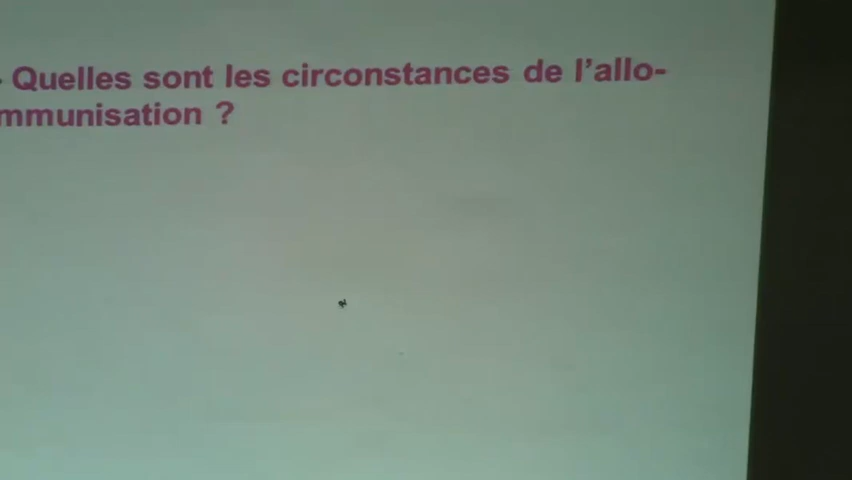 - Quelles sont les circonstances de l'allo-
mmunisation ?